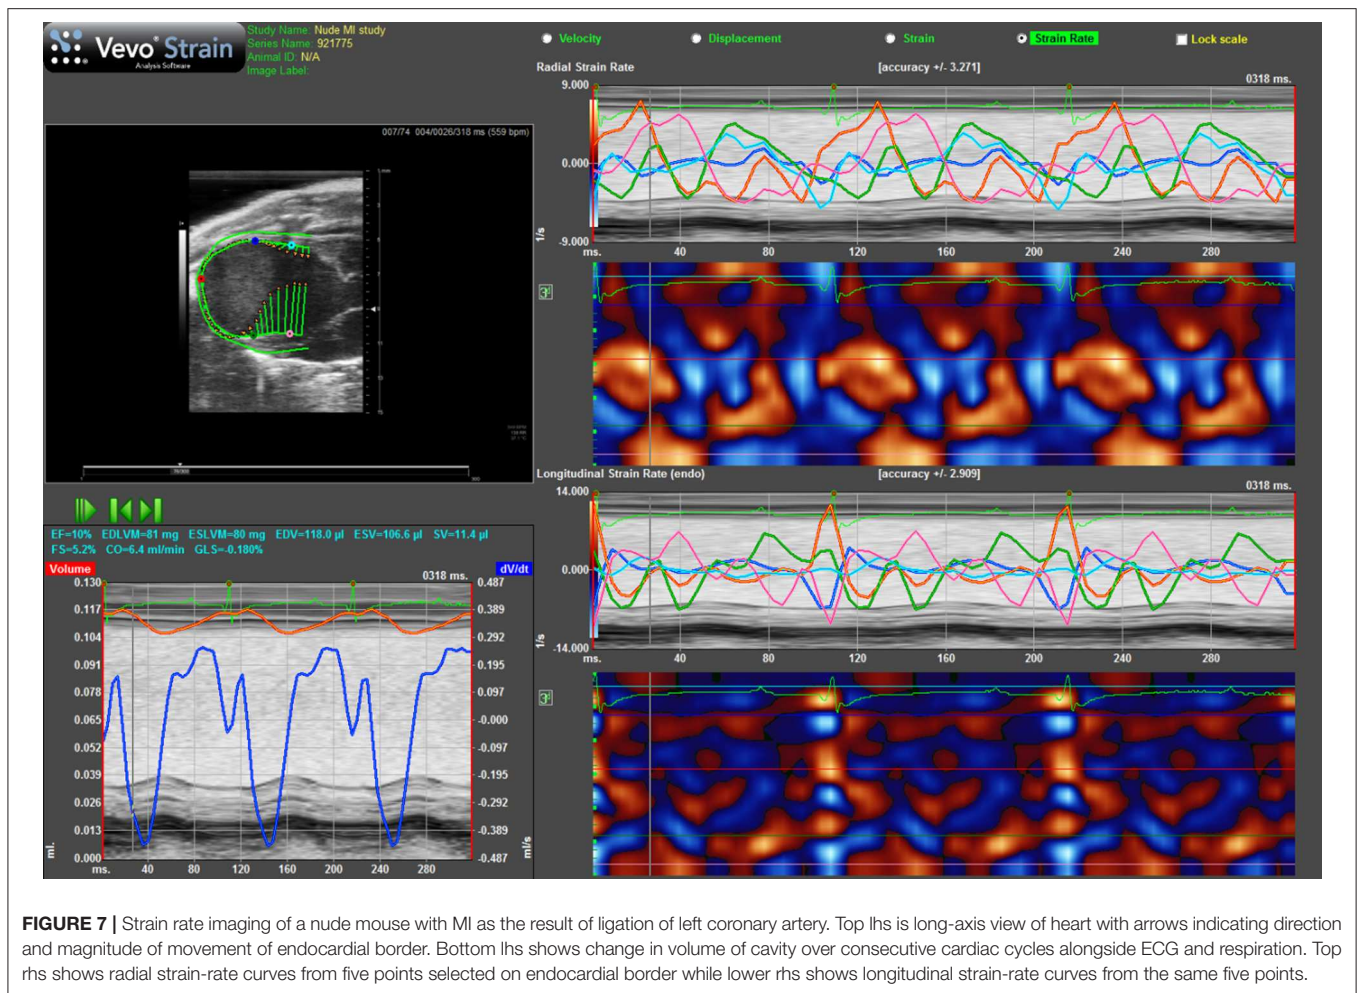 Vevo® Strain
Analysis Software
Study Name: Nude MI study
Series Name: 921775
Animal ID: N/A
Image Label:
Velocity
Displacement
Strain
Strain Rate
Lock scale
Radial Strain Rate
[accuracy +/- 3.271]
0318 ms.
9.000
0.000
-9.000
1/s
ms.
40
80
120
160
200
240
280
007/74 004/0026/318 ms (559 bpm)
Longitudinal Strain Rate (endo)
[accuracy +/- 2.909]
0318 ms.
14.000
0.000
-14.000
1/s
ms.
40
80
120
160
200
240
280
EF=10% EDLVM=81 mg ESLVM=80 mg EDV=118.0 µl ESV=106.6 µl SV=11.4 µl
FS=5.2% CO=6.4 ml/min GLS=-0.180%
Volume
dV/dt
0318 ms.
0.130
0.117
0.104
0.091
0.078
0.065
0.052
0.039
0.026
0.013
0.000
ml.
0.487
0.389
0.292
0.195
0.097
-0.000
-0.097
-0.195
-0.292
-0.389
-0.487
ml/s
ms.
40
80
120
160
200
240
280
FIGURE 7 | Strain rate imaging of a nude mouse with MI as the result of ligation of left coronary artery. Top lhs is long-axis view of heart with arrows indicating direction
and magnitude of movement of endocardial border. Bottom lhs shows change in volume of cavity over consecutive cardiac cycles alongside ECG and respiration. Top
rhs shows radial strain-rate curves from five points selected on endocardial border while lower rhs shows longitudinal strain-rate curves from the same five points.